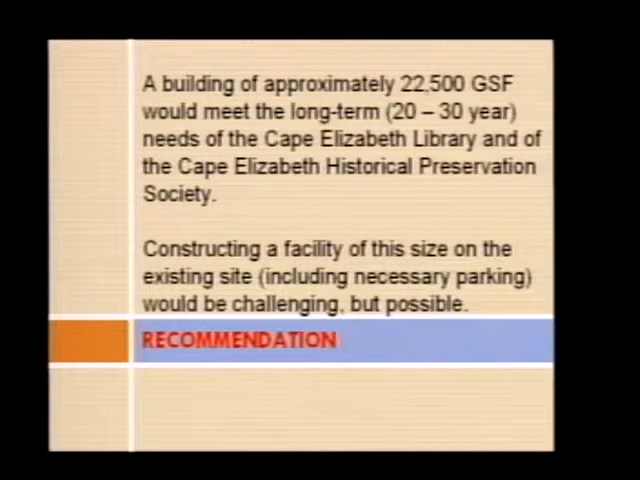 A building of approximately 22,500 GSF
would meet the long-term (20 – 30 year)
needs of the Cape Elizabeth Library and of
the Cape Elizabeth Historical Preservation
Society.
Constructing a facility of this size on the
existing site (including necessary parking)
would be challenging, but possible.
RECOMMENDATION